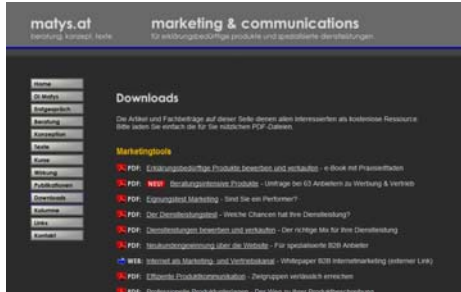 matys.at
marketing & communications
beratung, konzept, texte
für erklärungsbedürftige produkte und spezialisierte dienstleistungen
Home
DI Matys
Erstgespräch
Beratung
Konzeption
Texte
Kurse
Wirkung
Publikationen
Downloads
Kolumne
Links
Kontakt
Downloads
Die Artikel und Fachbeiträge auf dieser Seite dienen allen Interessierten als kostenlose Ressource.
Bitte laden Sie einfach die für Sie nützlichen PDF-Dateien.
Marketingtools
PDF: Erklärungsbedürftige Produkte bewerben und verkaufen - e-Book mit Praxisleitfaden
PDF: NEU! Beratungsintensive Produkte - Umfrage bei 63 Anbietern zu Werbung & Vertrieb
PDF: Eignungstest Marketing - Sind Sie ein Performer?
PDF: Der Dienstleistungstest - Welche Chancen hat Ihre Dienstleistung?
PDF: Dienstleistungen bewerben und verkaufen - Der richtige Mix für Ihre Dienstleistung
PDF: Neukundengewinnung über die Website - Für spezialisierte B2B Anbieter
WEB: Internet als Marketing- und Vertriebskanal - Whitepaper B2B Internetmarketing (externer Link)
PDF: Effiziente Produktkommunikation - Zielgruppen verlässlich erreichen